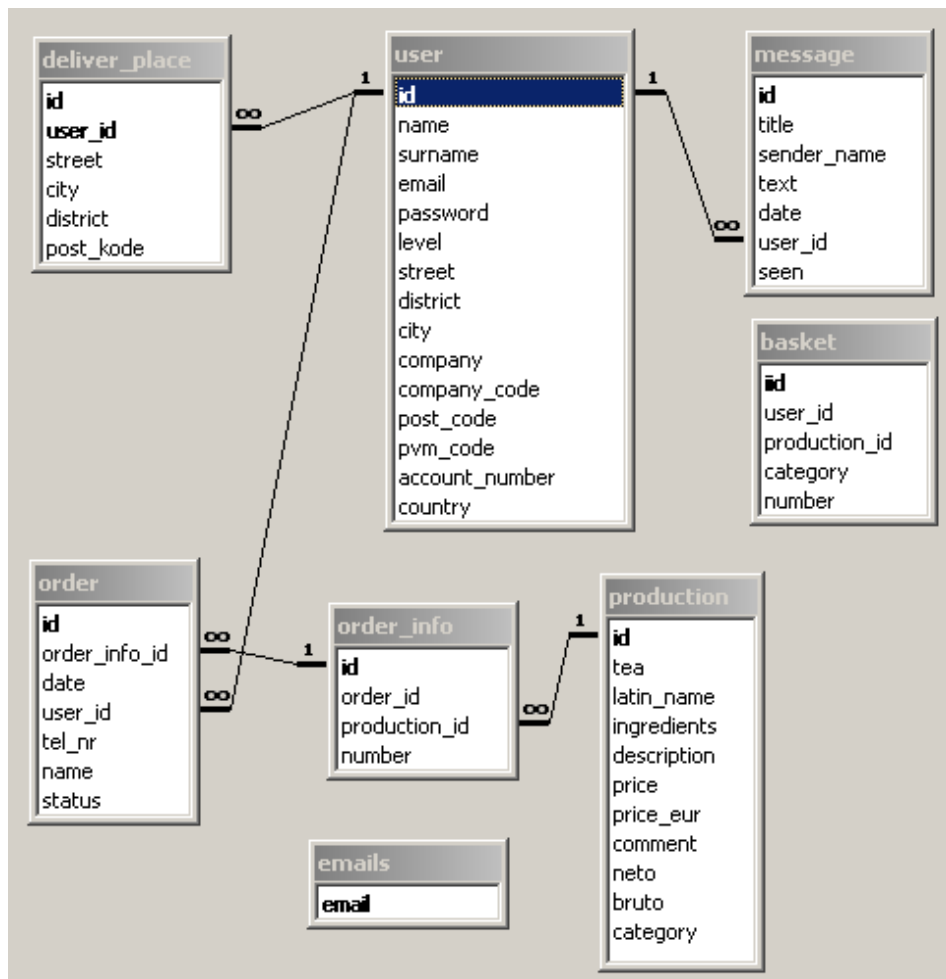 deliver_place
id
user_id
street
city
district
post_kode
∞
1
user
id
name
surname
email
password
level
street
district
city
company
company_code
post_code
pvm_code
account_number
country
1
∞
message
id
title
sender_name
text
date
user_id
seen
basket
iid
user_id
production_id
category
number
order
id
order_info_id
date
user_id
tel_nr
name
status
∞
∞
1
order_info
id
order_id
production_id
number
∞
1
production
id
tea
latin_name
ingredients
description
price
price_eur
comment
neto
bruto
category
emails
email